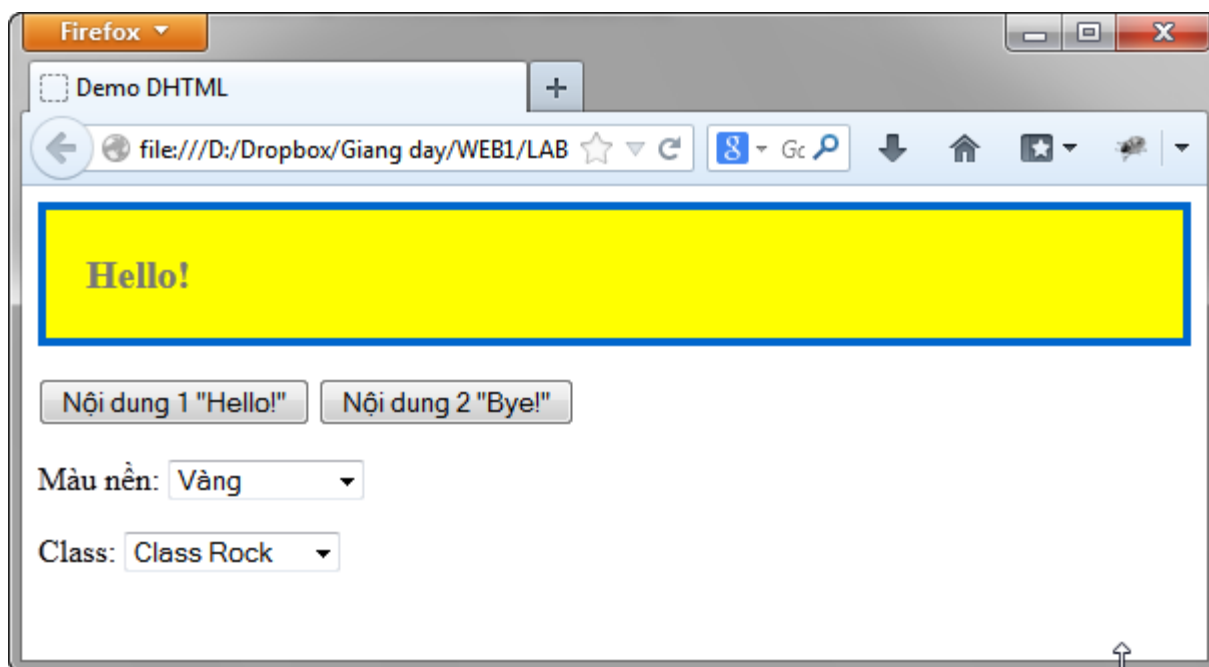 Firefox
Demo DHTML
file:///D:/Dropbox/Giang day/WEB1/LAB
Hello!
Nội dung 1 "Hello!" Nội dung 2 "Bye!"
Màu nền: Vàng
Class: Class Rock